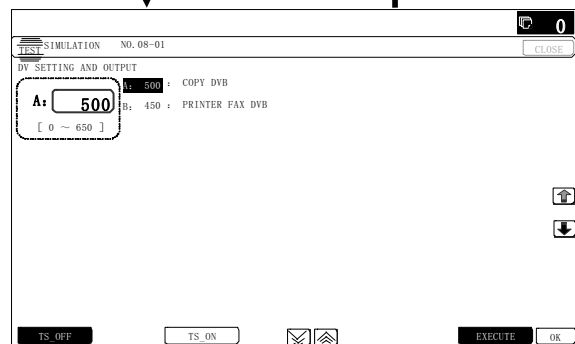 0
TEST SIMULATION NO.08-01 CLOSE
DV SETTING AND OUTPUT
A: 500 : COPY DVB
B: 450 : PRINTER FAX DVB
A: 500
[ 0 ~ 650 ]
TS_OFF TS_ON EXECUTE OK